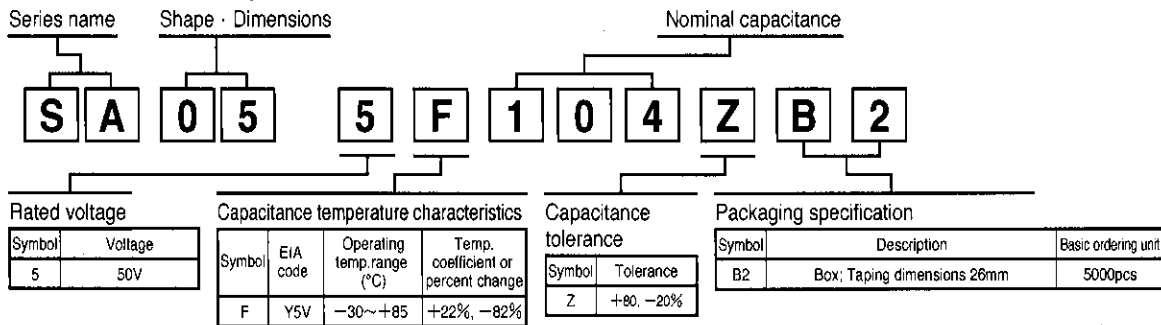 Series name
Shape · Dimensions
Nominal capacitance
S A 0 5 5 F 1 0 4 Z B 2
Rated voltage
Symbol Voltage
5 50V
Capacitance temperature characteristics
Symbol EIA code Operating temp.range (°C) Temp. coefficient or percent change
F Y5V −30~+85 +22%, −82%
Capacitance
tolerance
Symbol Tolerance
Z +80, −20%
Packaging specification
Symbol Description Basic ordering unit
B2 Box; Taping dimensions 26mm 5000pcs